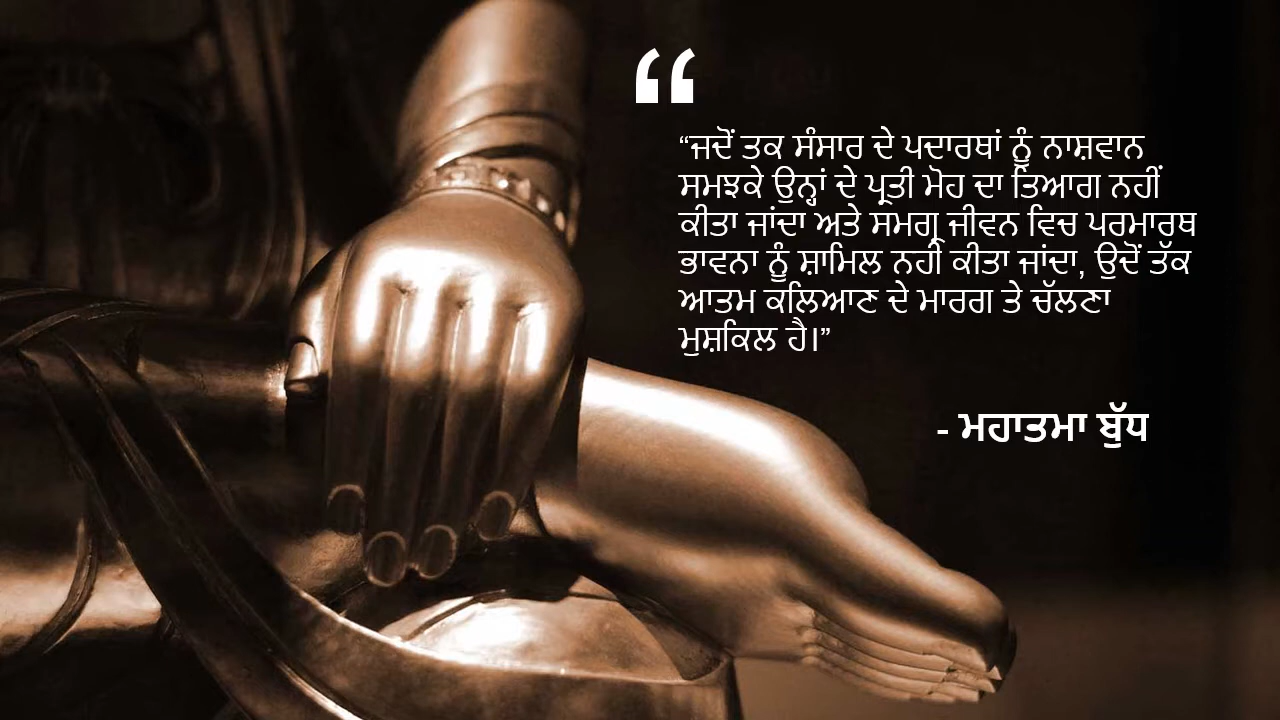 “
“ਜਦੋਂ ਤਕ ਸੰਸਾਰ ਦੇ ਪਦਾਰਥਾਂ ਨੂੰ ਨਾਸ਼ਵਾਨ
ਸਮਝਕੇ ਉਨ੍ਹਾਂ ਦੇ ਪ੍ਰਤੀ ਮੋਹ ਦਾ ਤਿਆਗ ਨਹੀਂ
ਕੀਤਾ ਜਾਂਦਾ ਅਤੇ ਸਮਗ੍ਰ ਜੀਵਨ ਵਿਚ ਪਰਮਾਰਥ
ਭਾਵਨਾ ਨੂੰ ਸ਼ਾਮਿਲ ਨਹੀਂ ਕੀਤਾ ਜਾਂਦਾ, ਉਦੋਂ ਤੱਕ
ਆਤਮ ਕਲਿਆਣ ਦੇ ਮਾਰਗ ਤੇ ਚੱਲਣਾ
ਮੁਸ਼ਕਿਲ ਹੈ।”
- ਮਹਾਤਮਾ ਬੁੱਧ